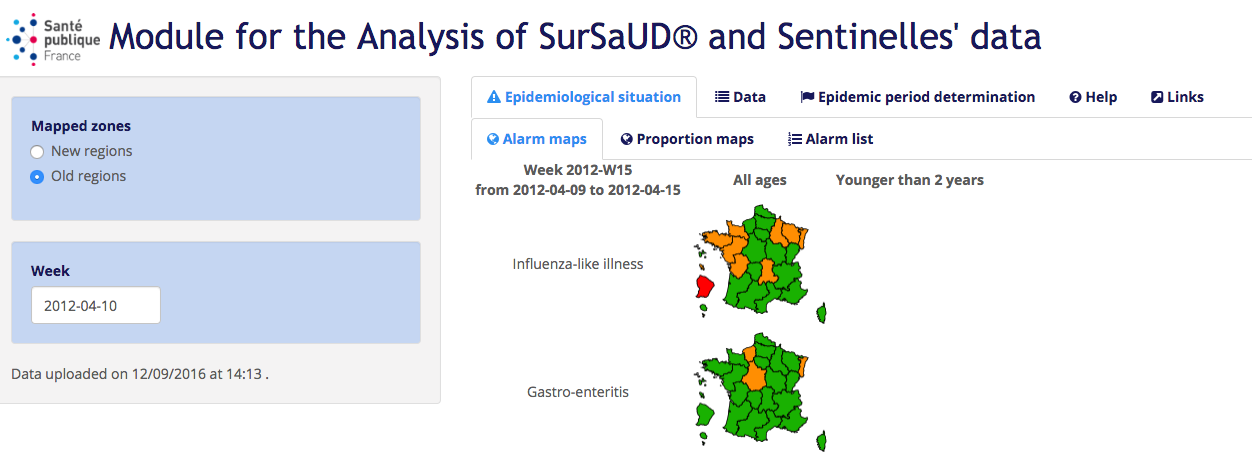 Santé
publique
France
Module for the Analysis of SurSaUD® and Sentinelles' data
Mapped zones
New regions
Old regions
Week
2012-04-10
Data uploaded on 12/09/2016 at 14:13 .
Epidemiological situation Data Epidemic period determination Help Links
Alarm maps Proportion maps Alarm list
Week 2012-W15
from 2012-04-09 to 2012-04-15
All ages Younger than 2 years
Influenza-like illness
Gastro-enteritis